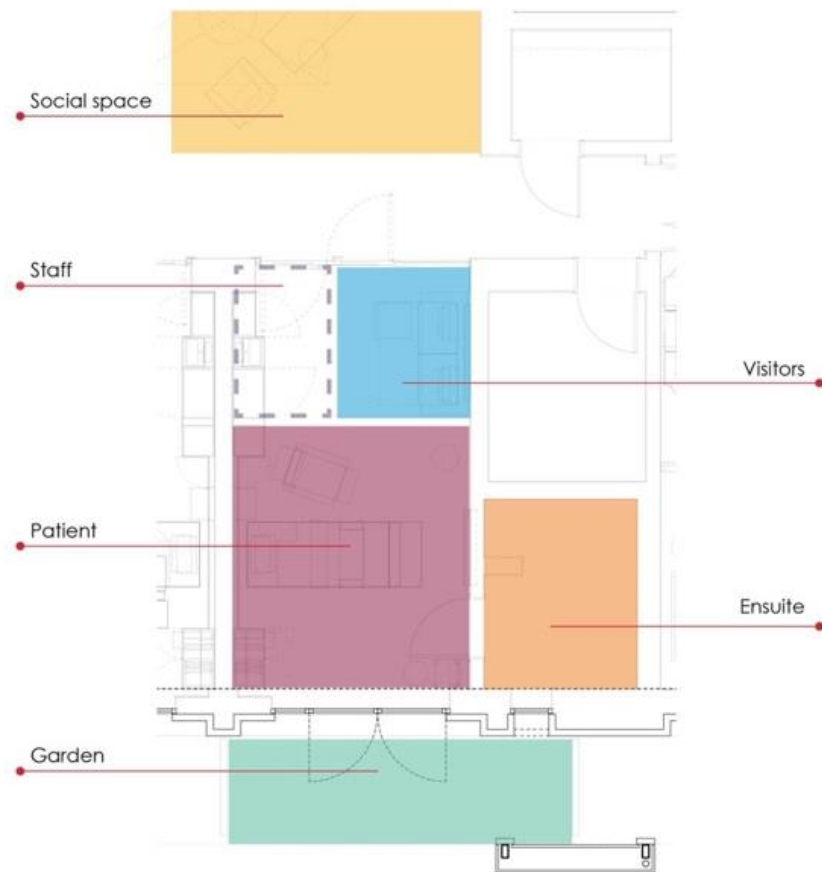 Social space
Staff
Visitors
Patient
Ensuite
Garden